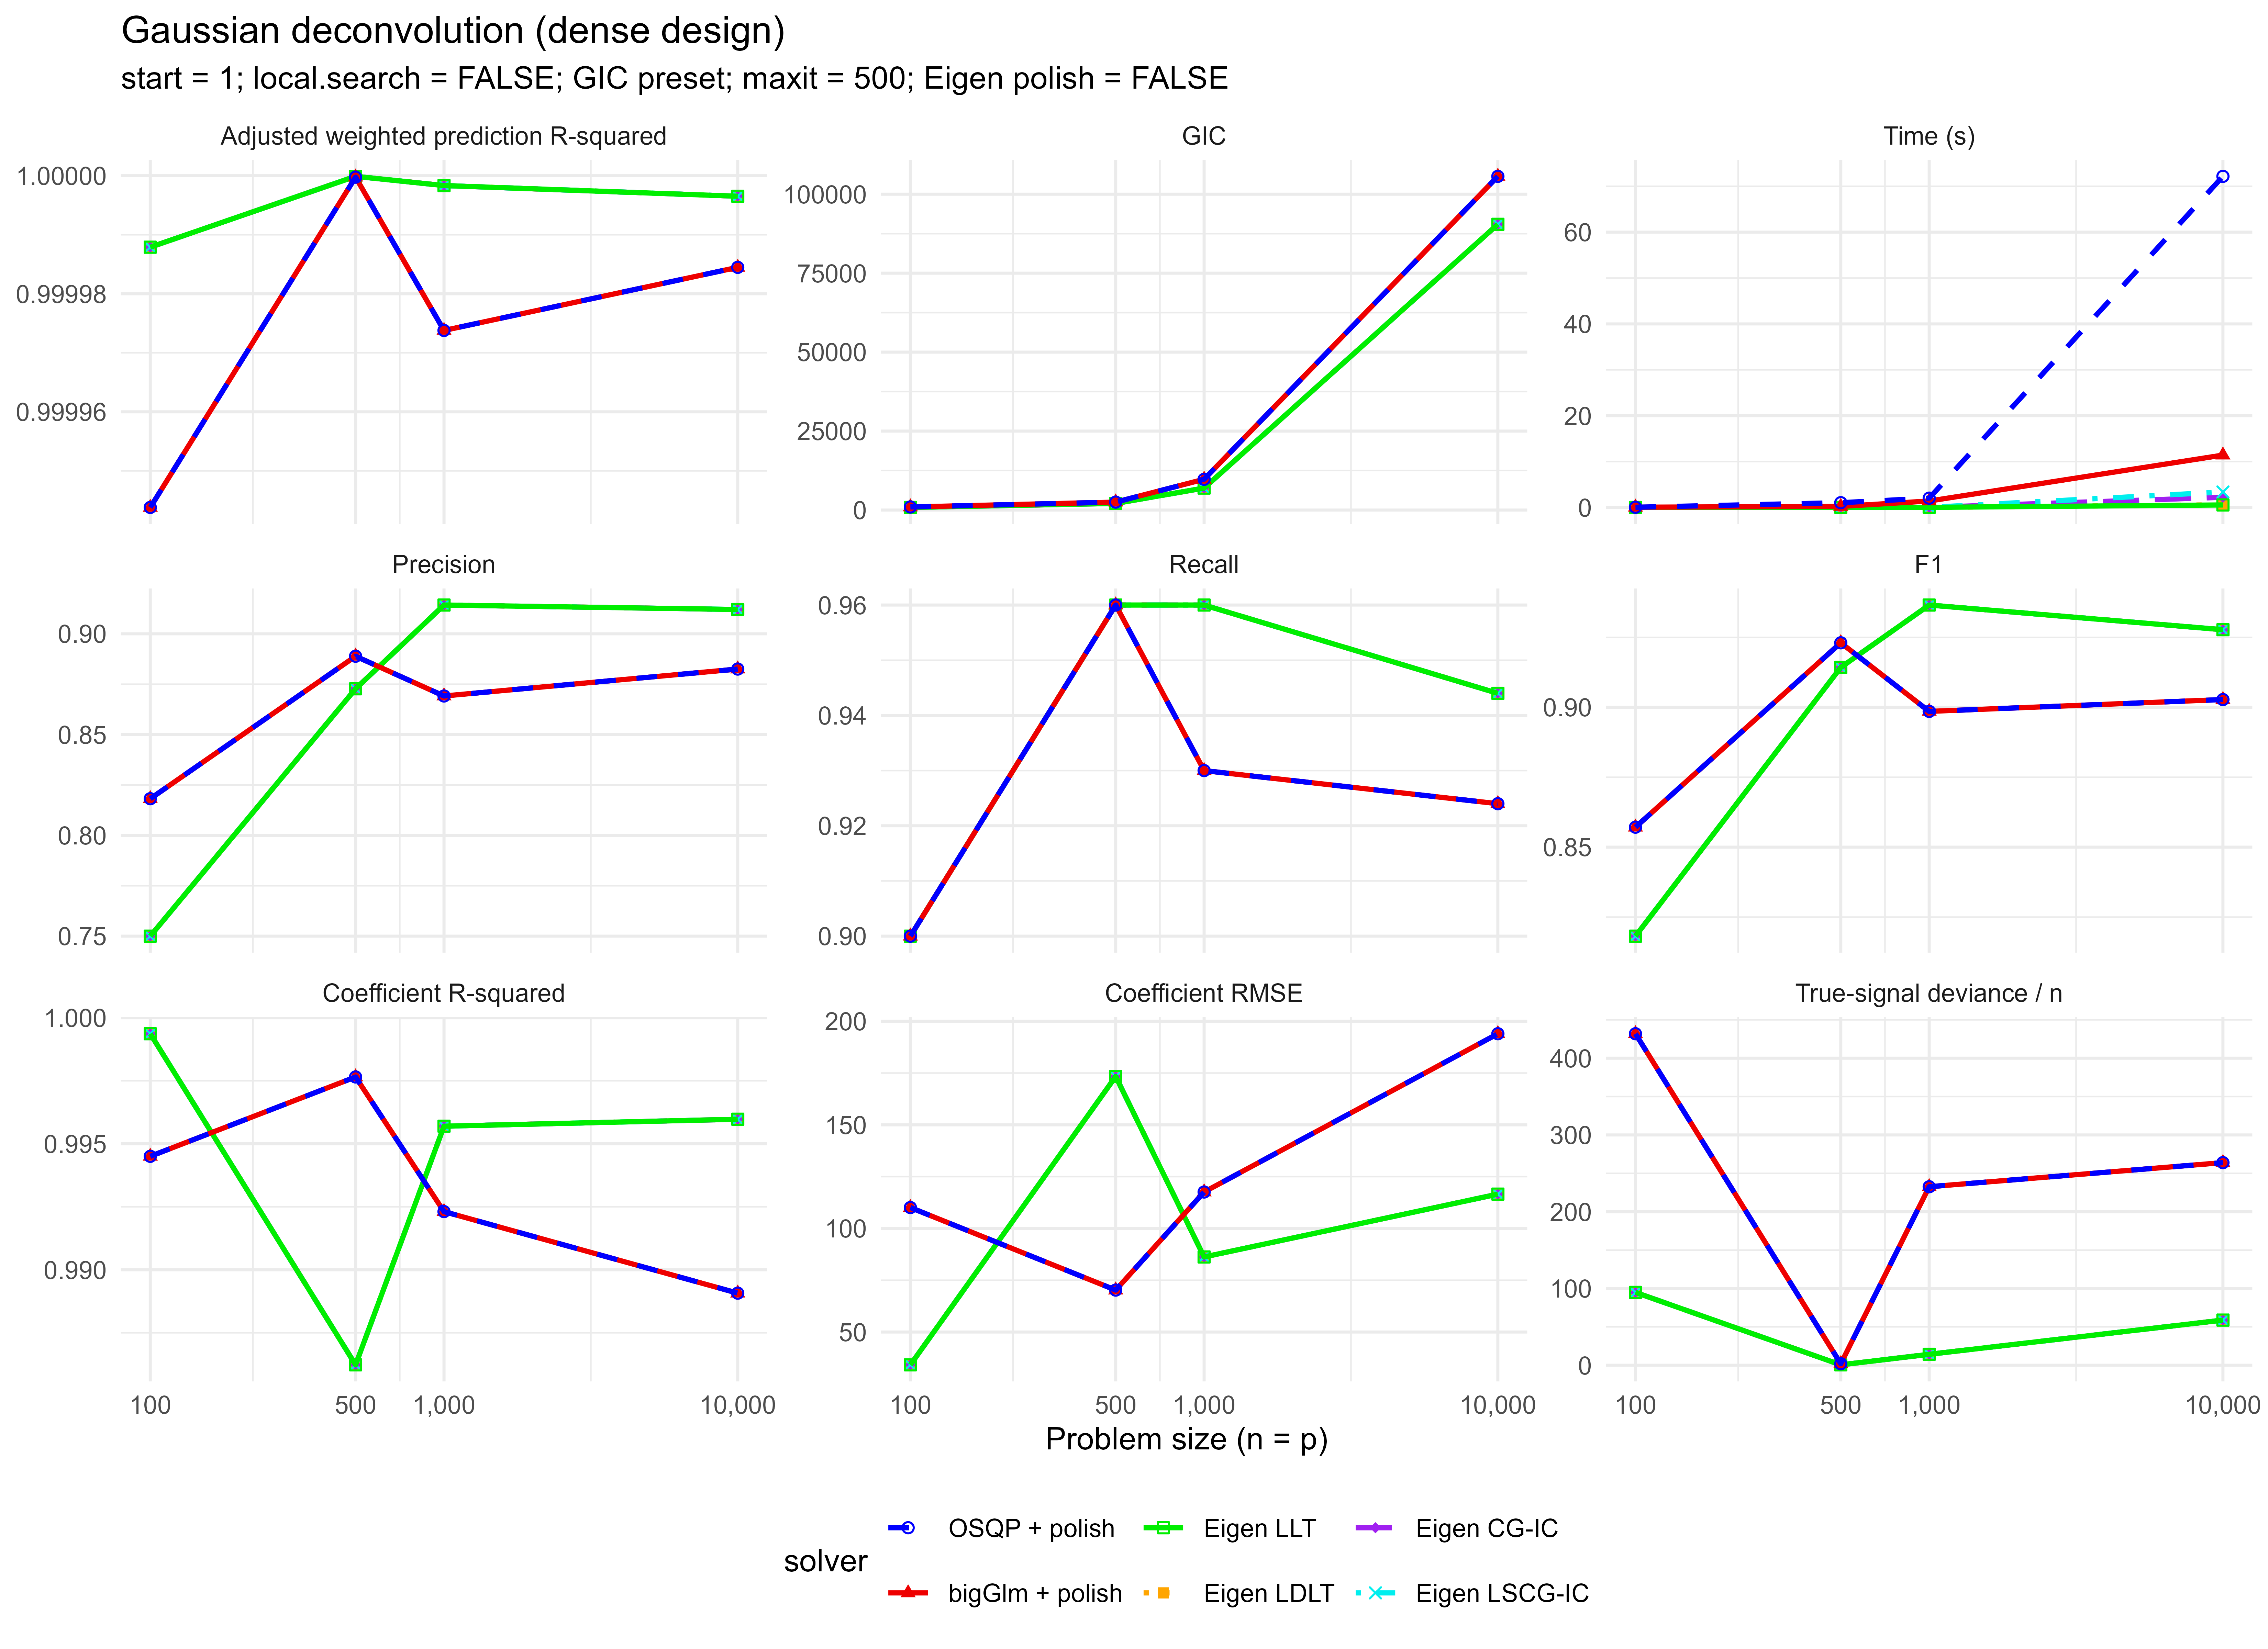 Gaussian deconvolution (dense design)
start = 1; local.search = FALSE; GIC preset; maxit = 500; Eigen polish = FALSE
Adjusted weighted prediction R-squared
1.00000
0.99998
0.99996
GIC
100000
75000
50000
25000
0
Time (s)
60
40
20
0
Precision
0.90
0.85
0.80
0.75
Recall
0.96
0.94
0.92
0.90
F1
0.90
0.85
Coefficient R-squared
1.000
0.995
0.990
100 500 1,000 10,000
Coefficient RMSE
200
150
100
50
100 500 1,000 10,000
True-signal deviance / n
400
300
200
100
0
100 500 1,000 10,000
Problem size (n = p)
solver
OSQP + polish Eigen LLT Eigen CG-IC
bigGlm + polish Eigen LDLT Eigen LSCG-IC